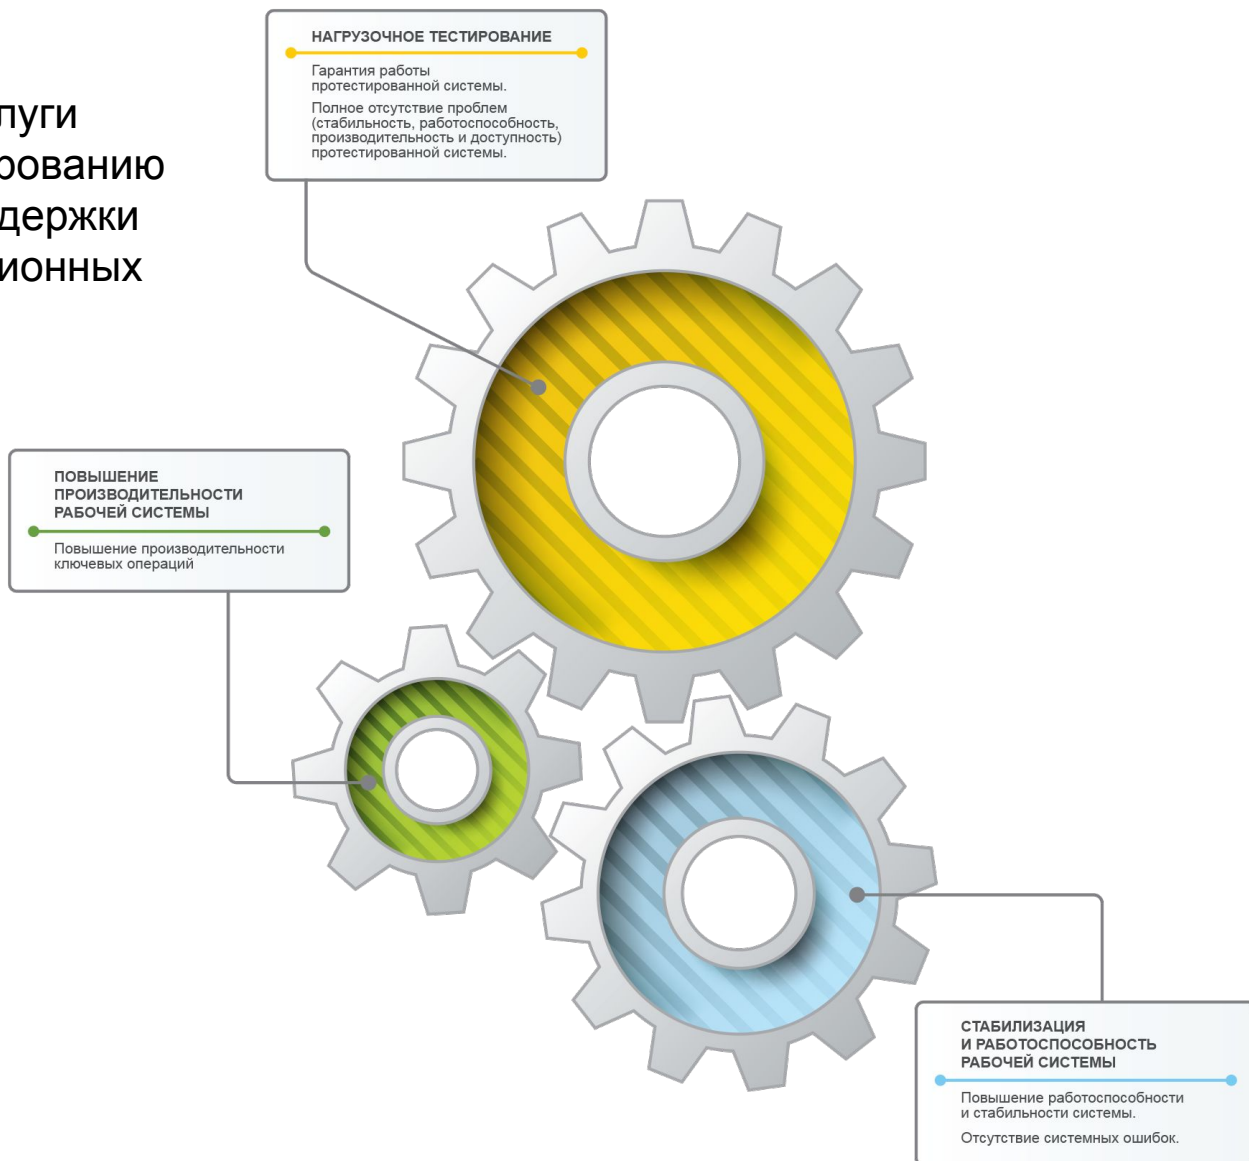 НАГРУЗОЧНОЕ ТЕСТИРОВАНИЕ
Гарантия работы
протестированной системы.
Полное отсутствие проблем
(стабильность, работоспособность,
производительность и доступность)
протестированной системы.
луги
рованию
держки
ионных
ПОВЫШЕНИЕ
ПРОИЗВОДИТЕЛЬНОСТИ
РАБОЧЕЙ СИСТЕМЫ
Повышение производительности
ключевых операций
СТАБИЛИЗАЦИЯ
И РАБОТОСПОСОБНОСТЬ
РАБОЧЕЙ СИСТЕМЫ
Повышение работоспособности
и стабильности системы.
Отсутствие системных ошибок.